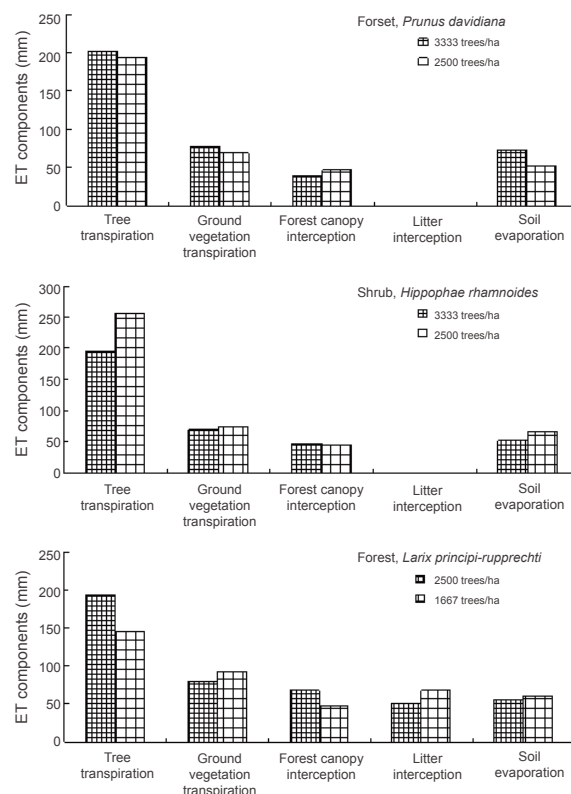 Forset, Prunus davidiana
3333 trees/ha
2500 trees/ha
ET components (mm)
250
200
150
100
50
0
Tree
transpiration
Ground
vegetation
transpiration
Forest canopy
interception
Litter
interception
Soil
evaporation
Shrub, Hippophae rhamnoides
3333 trees/ha
2500 trees/ha
ET components (mm)
300
250
200
150
100
50
0
Tree
transpiration
Ground
vegetation
transpiration
Forest canopy
interception
Litter
interception
Soil
evaporation
Forest, Larix principi-rupprechti
2500 trees/ha
1667 trees/ha
ET components (mm)
250
200
150
100
50
0
Tree
transpiration
Ground
vegetation
transpiration
Forest canopy
interception
Litter
interception
Soil
evaporation